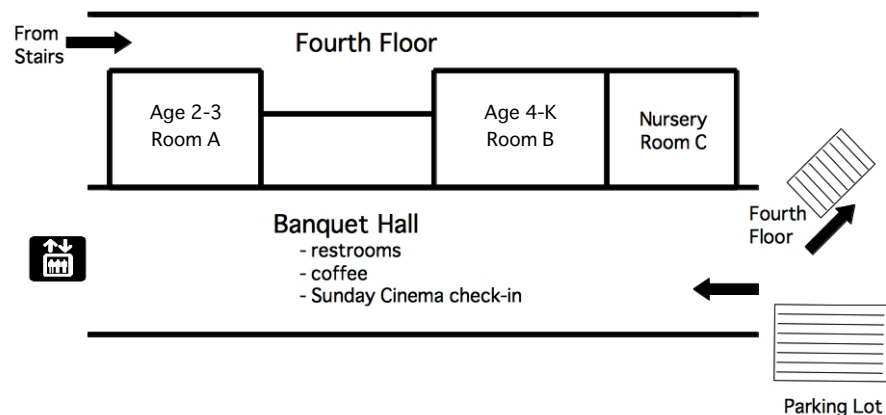 From
Stairs
Fourth Floor
Age 2-3
Room A
Age 4-K
Room B
Nursery
Room C
Banquet Hall
- restrooms
- coffee
- Sunday Cinema check-in
Fourth
Floor
Parking Lot